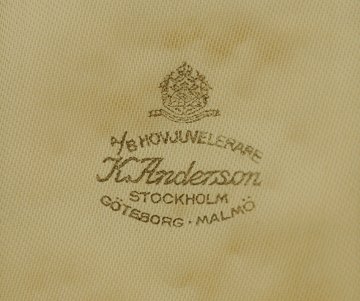 A/B HOVJUVELERARE
K. Anderson
STOCKHOLM
GÖTEBORG · MALMÖ